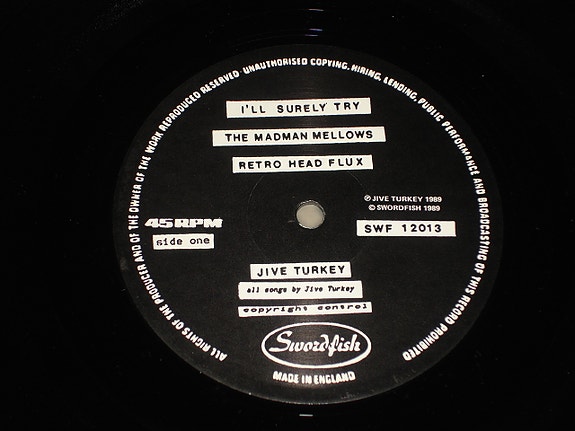 ALL RIGHTS OF THE PRODUCER AND OF THE OWNER OF THE WORK REPRODUCED RESERVED · UNAUTHORISED COPYING, HIRING, LENDING, PUBLIC PERFORMANCE AND BROADCASTING OF THIS RECORD PROHIBITED
I'LL SURELY TRY
THE MADMAN MELLOWS
RETRO HEAD FLUX
℗ JIVE TURKEY 1989
© SWORDFISH 1989
45 RPM
SWF 12013
side one
JIVE TURKEY
all songs by Jive Turkey
copyright control
Swordfish
MADE IN ENGLAND